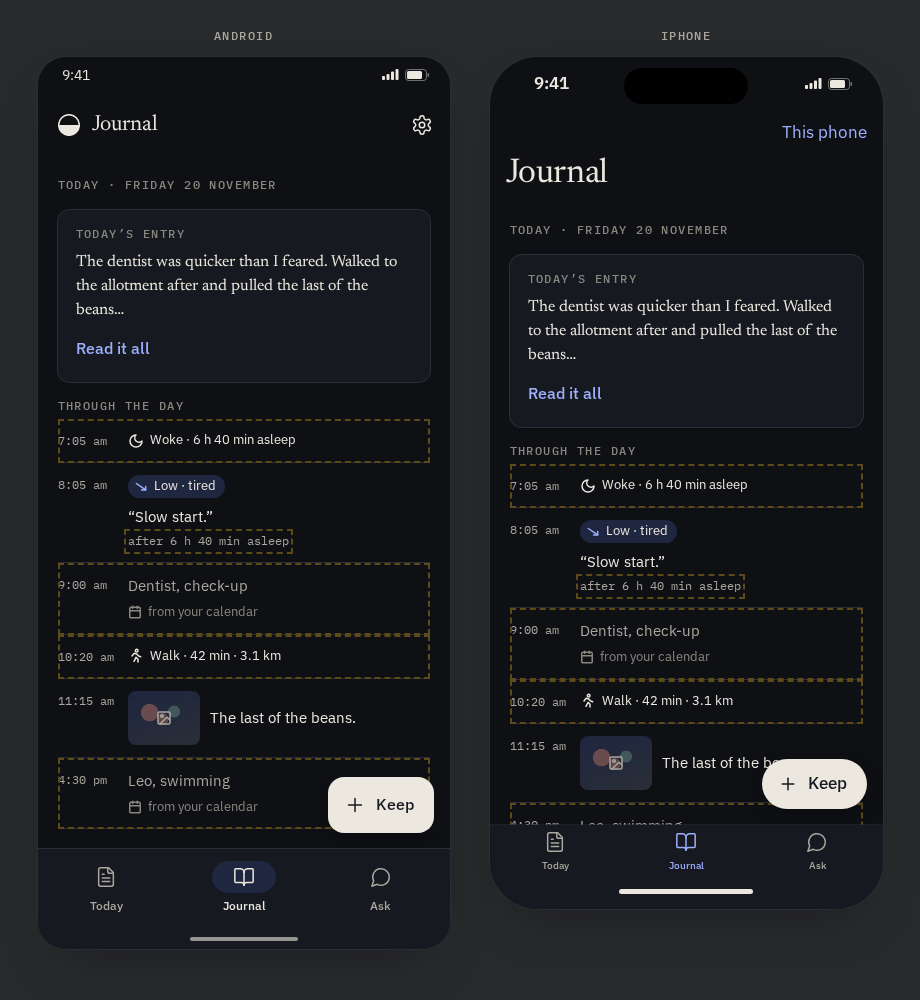 ANDROID
9:41
Journal
TODAY · FRIDAY 20 NOVEMBER
TODAY’S ENTRY
The dentist was quicker than I feared. Walked to
the allotment after and pulled the last of the
beans…
Read it all
THROUGH THE DAY
7:05 am Woke · 6 h 40 min asleep
8:05 am Low · tired
“Slow start.”
after 6 h 40 min asleep
9:00 am Dentist, check-up
from your calendar
10:20 am Walk · 42 min · 3.1 km
11:15 am The last of the beans.
4:30 pm Leo, swimming
from your calendar
Keep
Today Journal Ask
IPHONE
9:41
This phone
Journal
TODAY · FRIDAY 20 NOVEMBER
TODAY’S ENTRY
The dentist was quicker than I feared. Walked
to the allotment after and pulled the last of the
beans…
Read it all
THROUGH THE DAY
7:05 am Woke · 6 h 40 min asleep
8:05 am Low · tired
“Slow start.”
after 6 h 40 min asleep
9:00 am Dentist, check-up
from your calendar
10:20 am Walk · 42 min · 3.1 km
11:15 am The last of the
Keep
4:30 pm Leo, swimming
Today Journal Ask